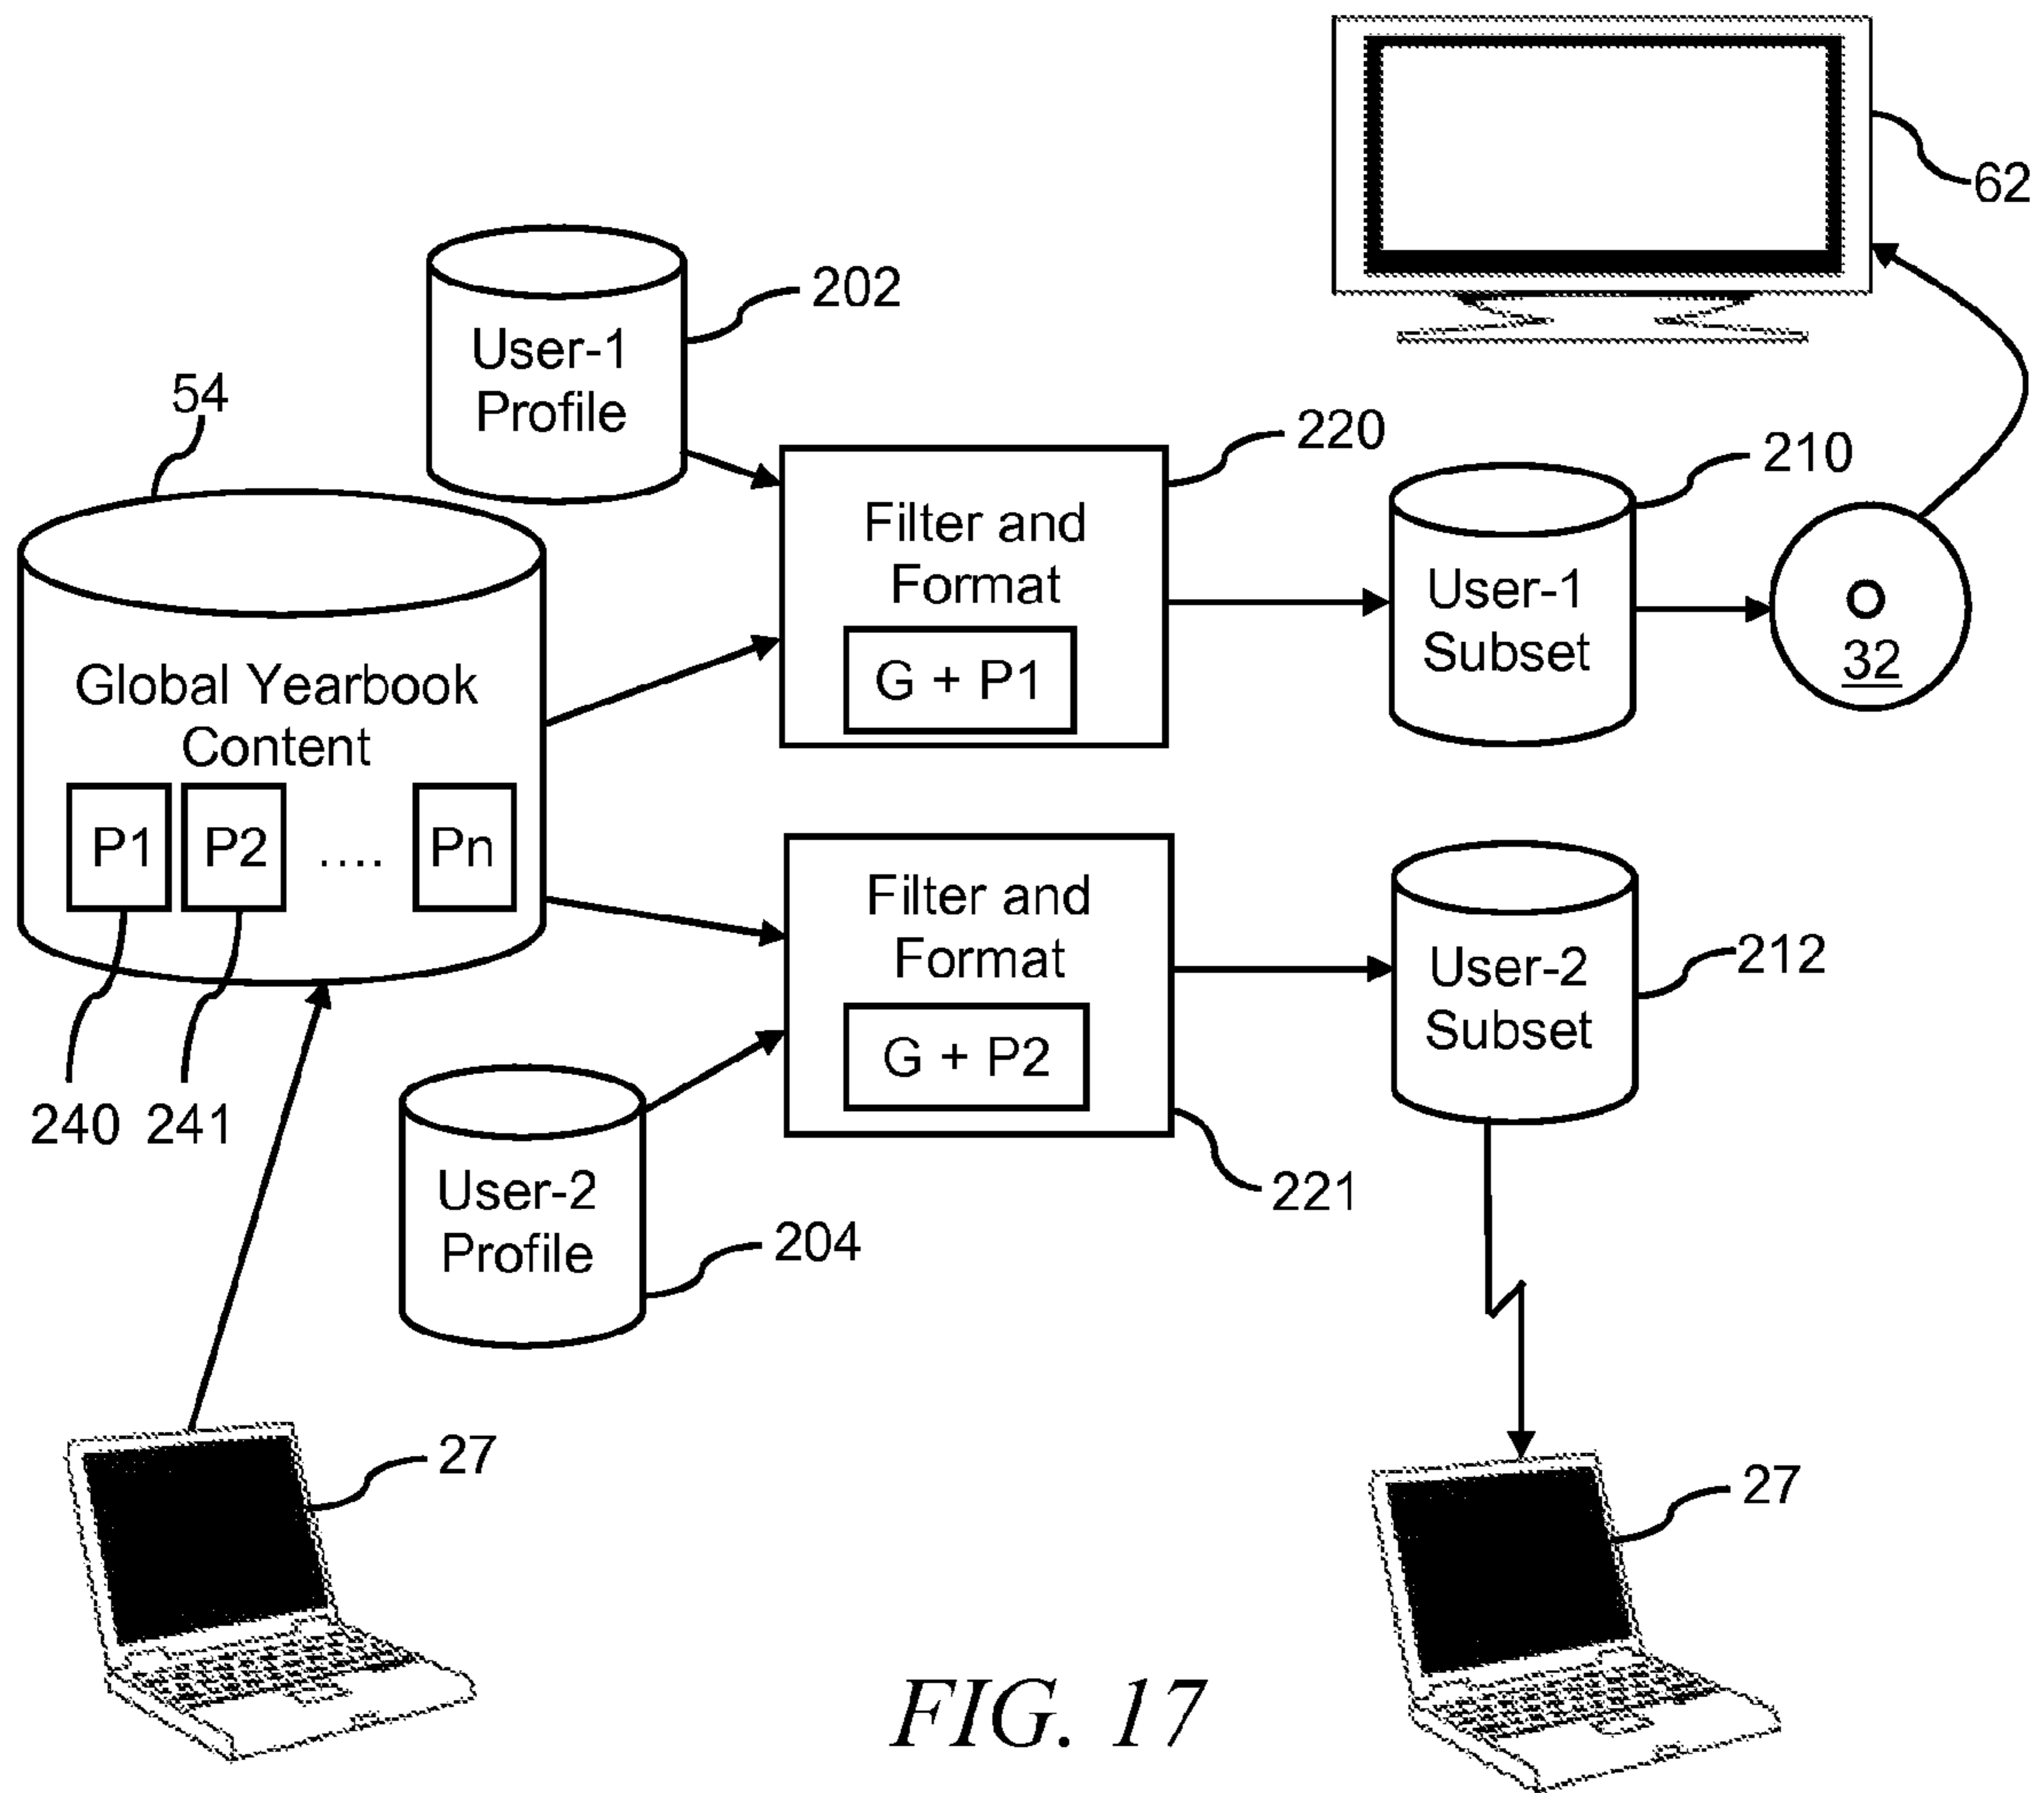 62
202
User-1
Profile
54
220
210
Filter and
Format
G + P1
User-1
Subset
32
Global Yearbook
Content
P1
P2
....
Pn
Filter and
Format
G + P2
User-2
Subset
212
240
241
User-2
Profile
221
204
27
27
FIG. 17